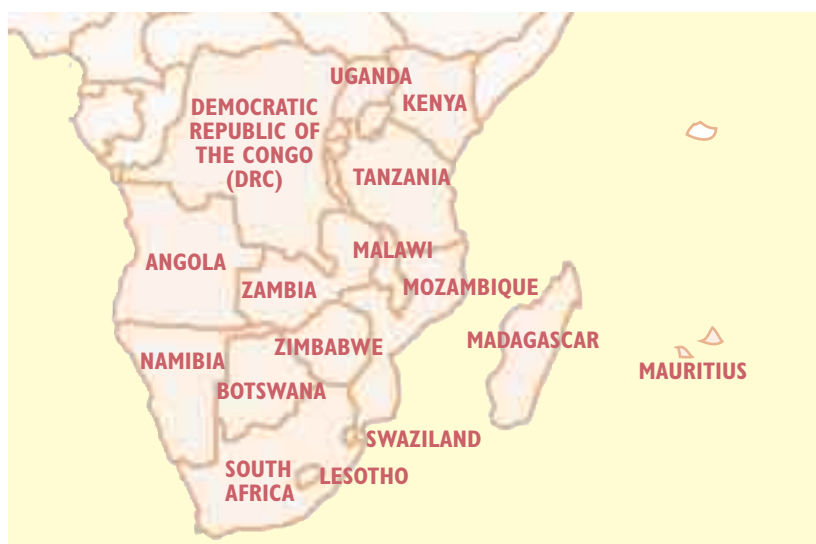 UGANDA
KENYA
DEMOCRATIC
REPUBLIC OF
THE CONGO
(DRC)
TANZANIA
MALAWI
ANGOLA
ZAMBIA
MOZAMBIQUE
MADAGASCAR
ZIMBABWE
NAMIBIA
MAURITIUS
BOTSWANA
SWAZILAND
SOUTH
AFRICA
LESOTHO